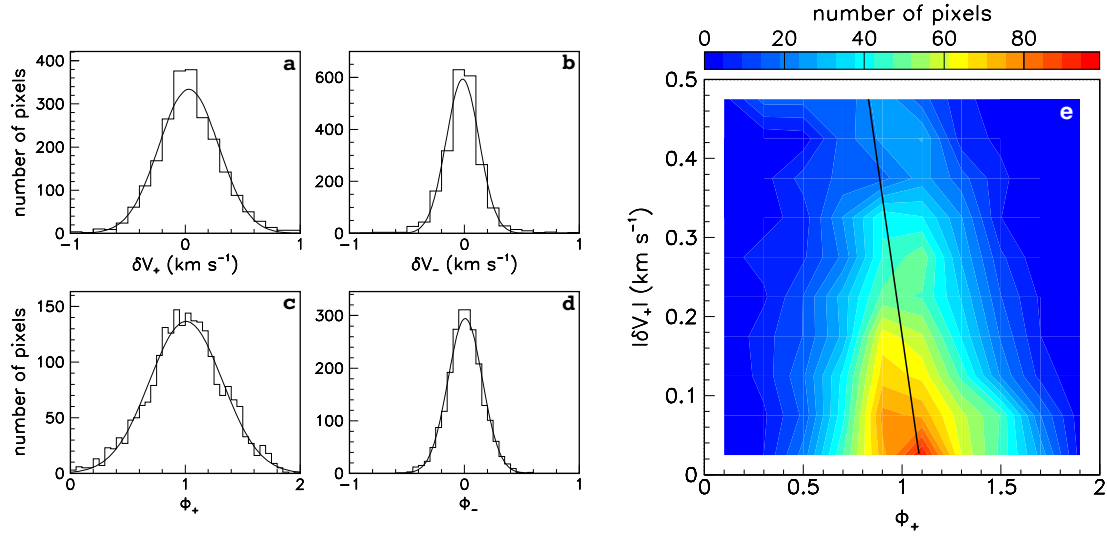 number of pixels
400
300
200
100
0
−1
0
1
δV₊ (km s⁻¹)
a
600
400
200
0
−1
0
1
δV₋ (km s⁻¹)
b
number of pixels
150
100
50
0
0
1
2
ϕ₊
c
300
200
100
0
−1
0
1
ϕ₋
d
number of pixels
0 20 40 60 80
|δV₊| (km s⁻¹)
0.5
0.4
0.3
0.2
0.1
0
0 0.5 1 1.5 2
ϕ₊
e